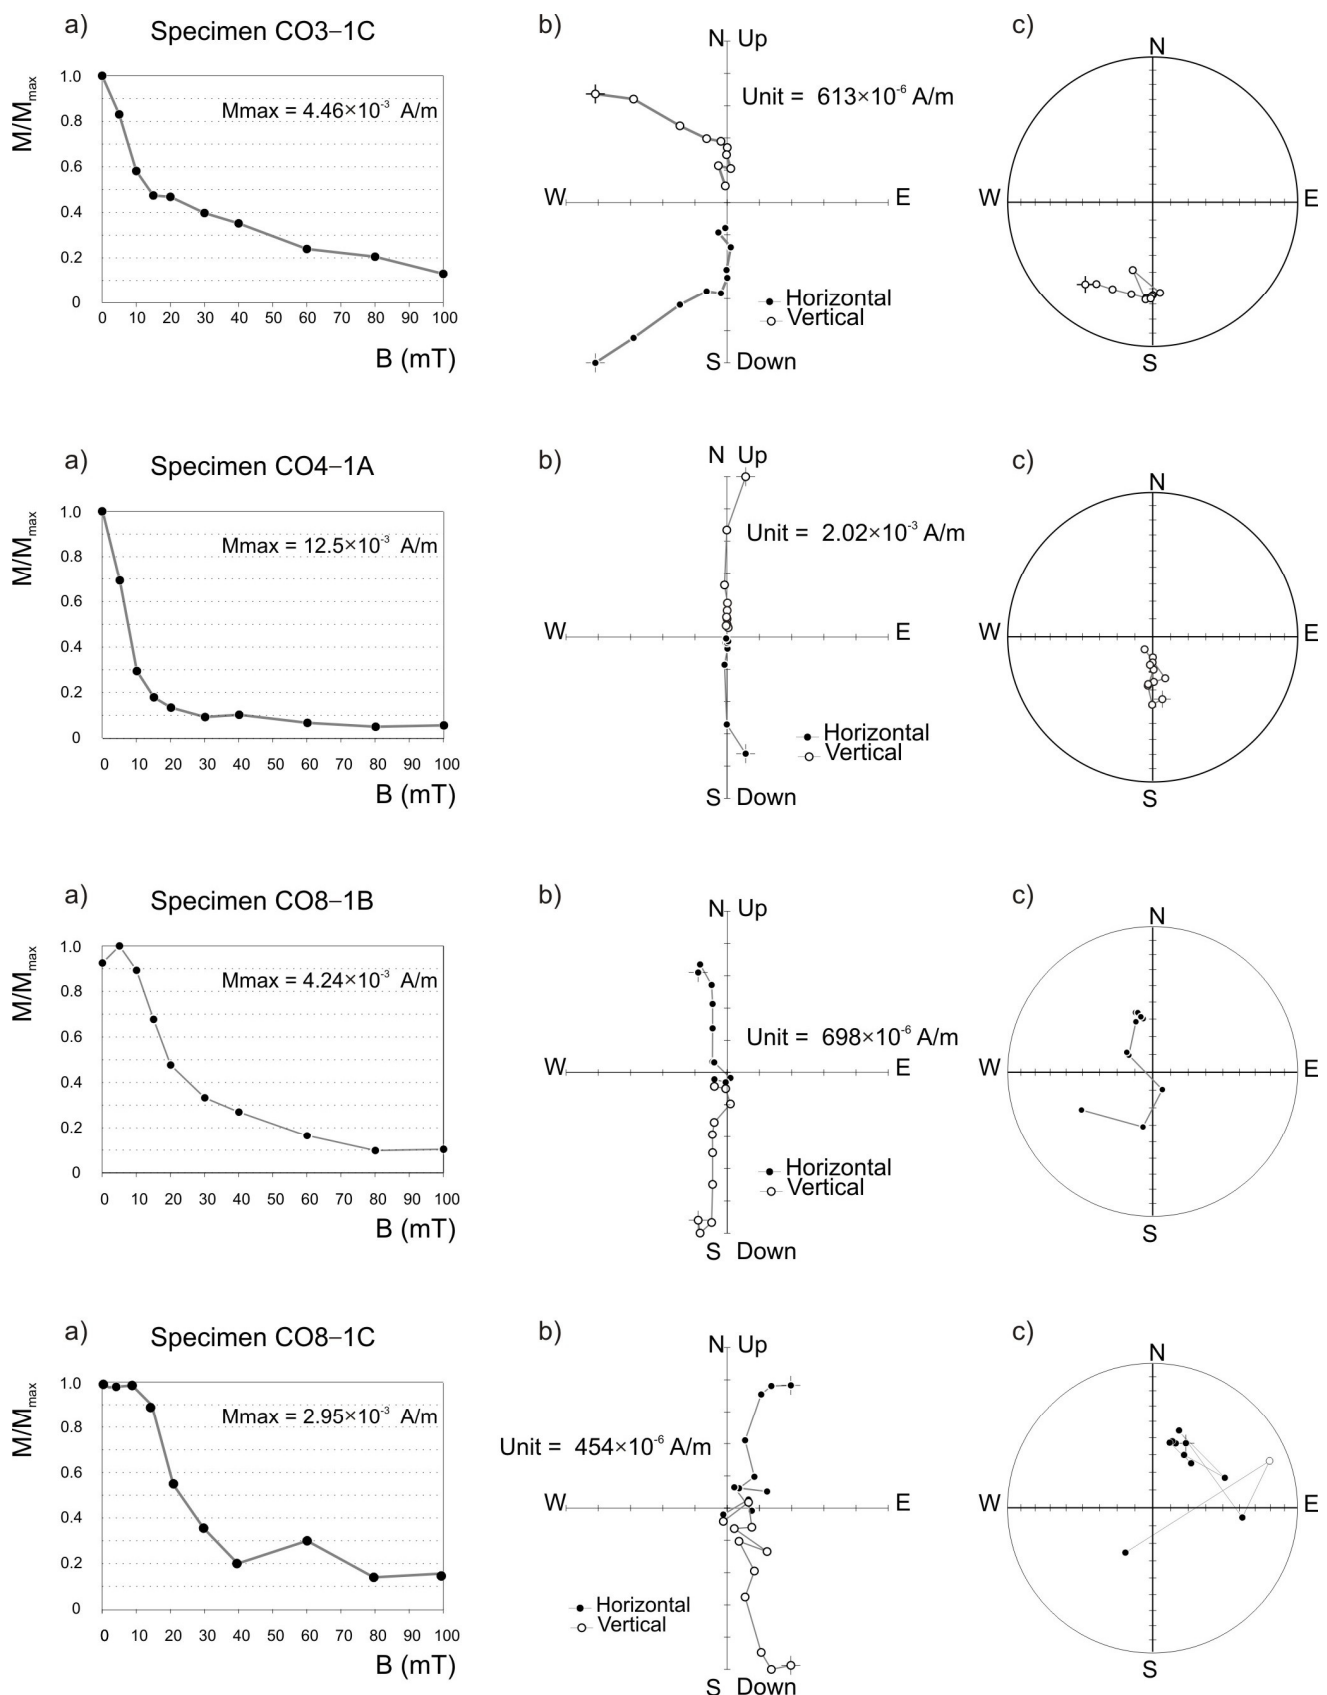 a) Specimen CO3–1C
b)
c)
M/Mmax
1.0
0.8
0.6
0.4
0.2
0
Mmax = 4.46×10-3 A/m
0 10 20 30 40 50 60 70 80 90 100
B (mT)
N Up
Unit = 613×10-6 A/m
W E
Horizontal
Vertical
S Down
N
W E
S
a) Specimen CO4–1A
b)
c)
M/Mmax
1.0
0.8
0.6
0.4
0.2
0
Mmax = 12.5×10-3 A/m
0 10 20 30 40 50 60 70 80 90 100
B (mT)
N Up
Unit = 2.02×10-3 A/m
W E
Horizontal
Vertical
S Down
N
W E
S
a) Specimen CO8–1B
b)
c)
M/Mmax
1.0
0.8
0.6
0.4
0.2
0
Mmax = 4.24×10-3 A/m
0 10 20 30 40 50 60 70 80 90 100
B (mT)
N Up
Unit = 698×10-6 A/m
W E
Horizontal
Vertical
S Down
N
W E
S
a) Specimen CO8–1C
b)
c)
M/Mmax
1.0
0.8
0.6
0.4
0.2
0
Mmax = 2.95×10-3 A/m
0 10 20 30 40 50 60 70 80 90 100
B (mT)
N Up
Unit = 454×10-6 A/m
W E
Horizontal
Vertical
S Down
N
W E
S